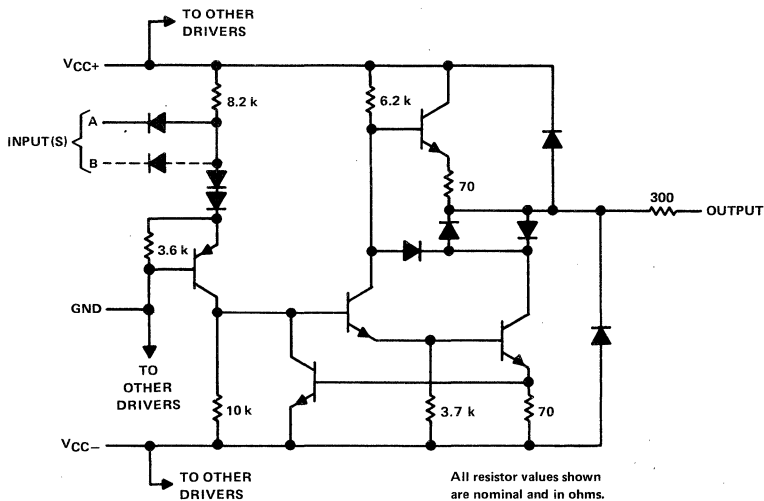 TO OTHER
DRIVERS
VCC+
8.2 k
6.2 k
A
INPUT(S)
B
70
300
OUTPUT
3.6 k
GND
TO
OTHER
DRIVERS
10 k
3.7 k
70
VCC−
TO OTHER
DRIVERS
All resistor values shown
are nominal and in ohms.